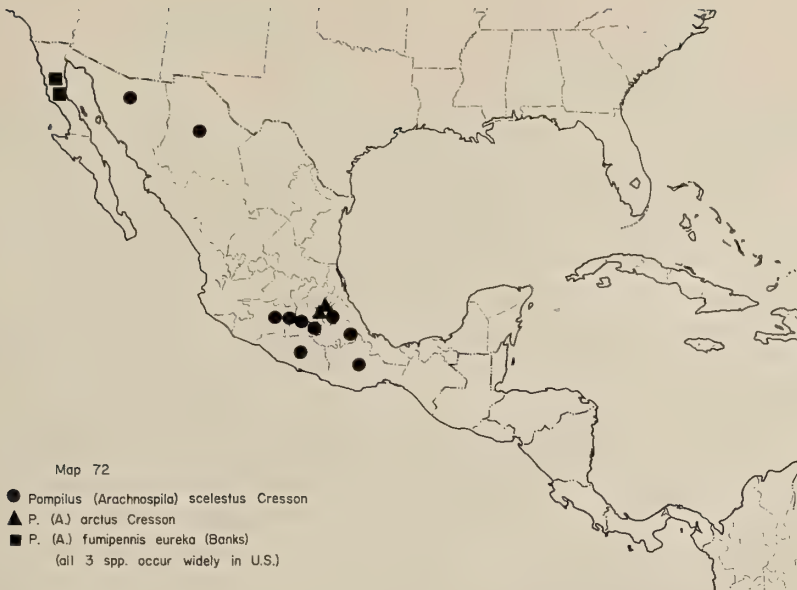 Map 72
Pompilus (Arachnospila) scelestus Cresson
P. (A.) arctus Cresson
P. (A.) fumipennis eureka (Banks)
(all 3 spp. occur widely in U.S.)